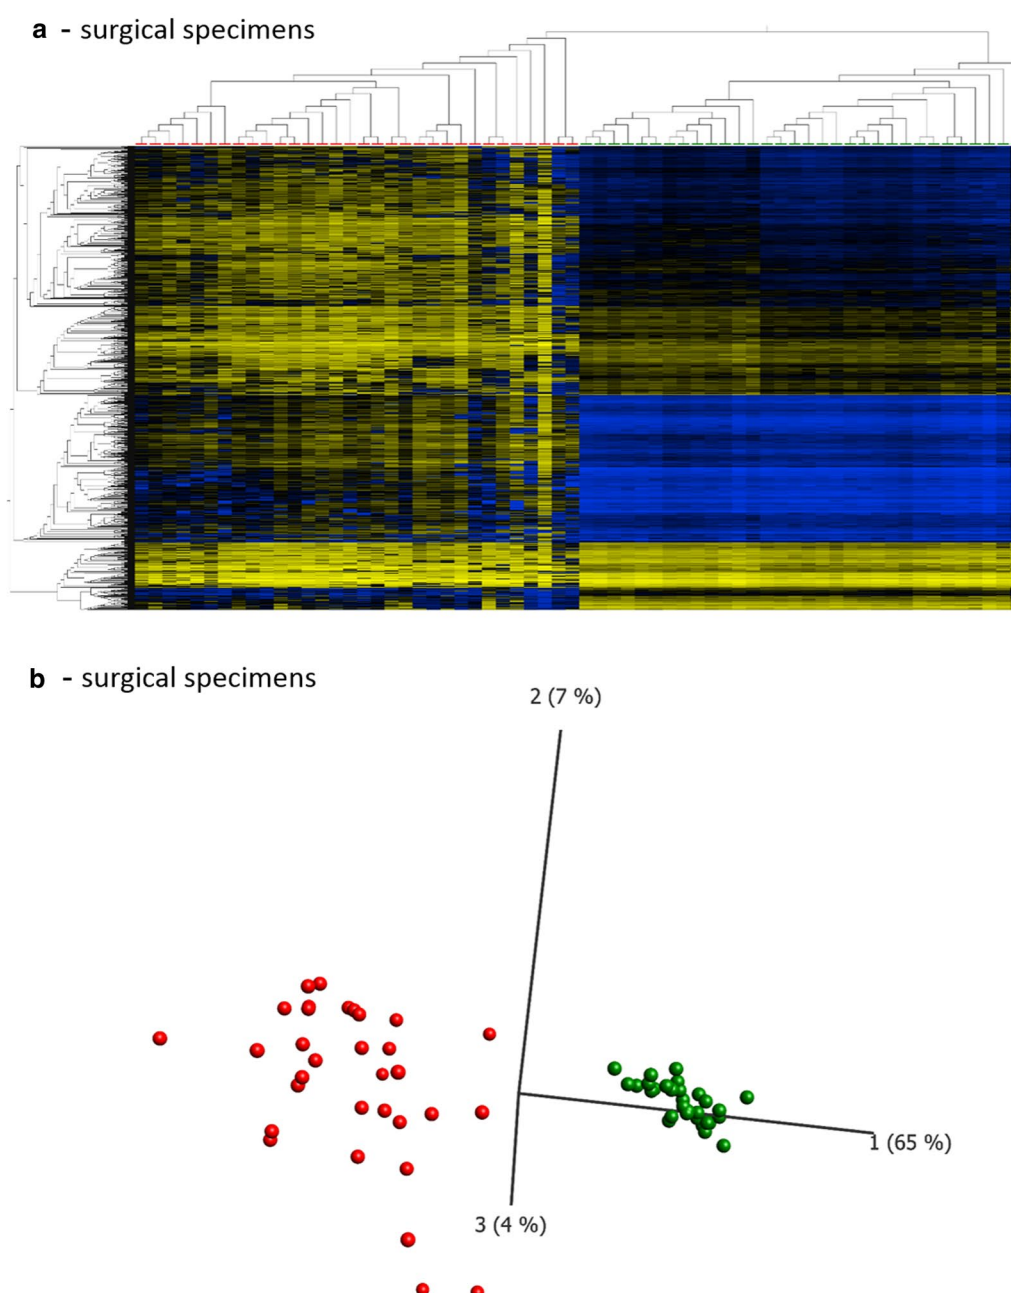 a - surgical specimens
b - surgical specimens
2 (7 %)
1 (65 %)
3 (4 %)